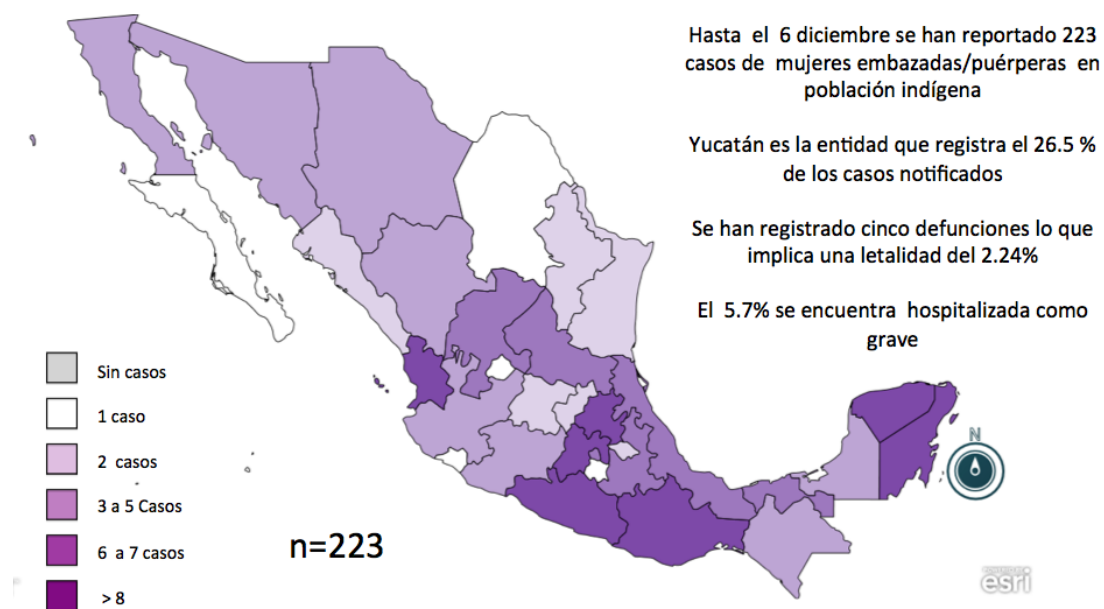 Hasta el 6 diciembre se han reportado 223
casos de mujeres embazadas/puérperas en
población indígena
Yucatán es la entidad que registra el 26.5 %
de los casos notificados
Se han registrado cinco defunciones lo que
implica una letalidad del 2.24%
El 5.7% se encuentra hospitalizada como
grave
Sin casos
1 caso
2 casos
3 a 5 Casos
6 a 7 casos
> 8
n=223
N
esri